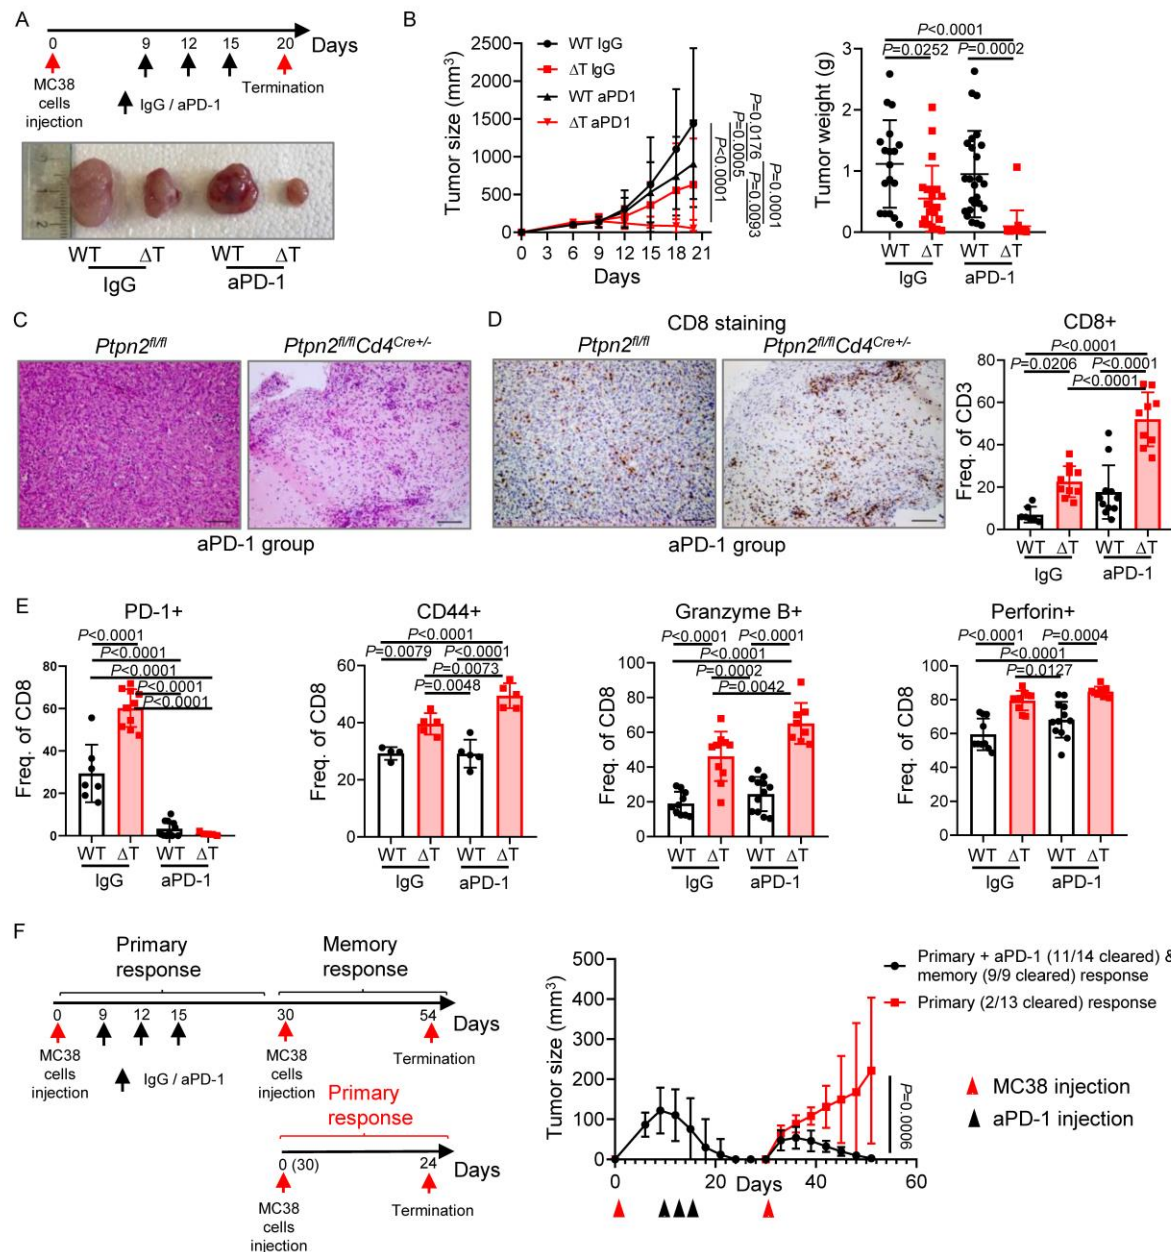 A
0 9 12 15 20 Days
MC38
cells
injection
IgG / aPD-1
Termination
WT ΔT WT ΔT
IgG aPD-1
B
Tumor size (mm3)
2500
2000
1500
1000
500
0
0 3 6 9 12 15 18 21
Days
WT IgG
ΔT IgG
WT aPD1
ΔT aPD1
P=0.0176
P=0.0005
P<0.0001
P=0.0001
P=0.0093
Tumor weight (g)
3
2
1
0
P<0.0001
P=0.0252 P=0.0002
WT ΔT WT ΔT
IgG aPD-1
C
Ptpn2fl/fl Ptpn2fl/flCd4Cre+/-
aPD-1 group
D
CD8 staining
Ptpn2fl/fl Ptpn2fl/flCd4Cre+/-
aPD-1 group
CD8+
P<0.0001
P=0.0206 P<0.0001
P<0.0001
Freq. of CD3
80
60
40
20
0
WT ΔT WT ΔT
IgG aPD-1
E
PD-1+
P<0.0001
P<0.0001
P<0.0001
P<0.0001
P<0.0001
Freq. of CD8
80
60
40
20
0
WT ΔT WT ΔT
IgG aPD-1
CD44+
P<0.0001
P=0.0079 P<0.0001
P=0.0073
P=0.0048
Freq. of CD8
60
40
20
0
WT ΔT WT ΔT
IgG aPD-1
Granzyme B+
P<0.0001 P<0.0001
P<0.0001
P=0.0002
P=0.0042
Freq. of CD8
100
80
60
40
20
0
WT ΔT WT ΔT
IgG aPD-1
Perforin+
P<0.0001 P=0.0004
P<0.0001
P=0.0127
Freq. of CD8
100
80
60
40
20
0
WT ΔT WT ΔT
IgG aPD-1
F
Primary
response
Memory
response
0 9 12 15 30 54 Days
MC38
cells
injection
IgG / aPD-1
MC38
cells
injection
Termination
Primary
response
0 (30) 24 Days
MC38
cells
injection
Termination
Tumor size (mm3)
500
400
300
200
100
0
0 20 40 60
Days
P=0.0006
Primary + aPD-1 (11/14 cleared) &
memory (9/9 cleared) response
Primary (2/13 cleared) response
MC38 injection
aPD-1 injection